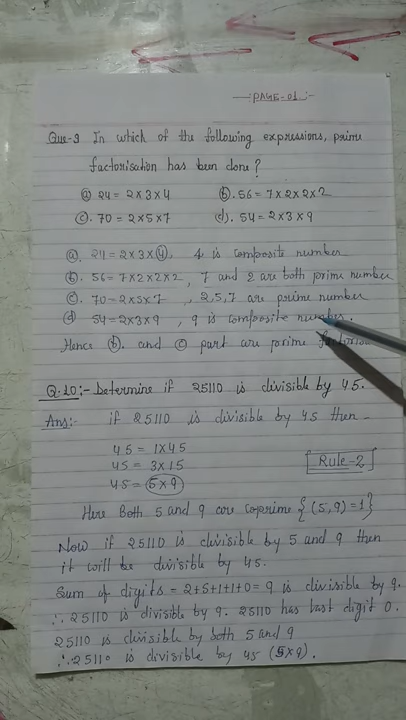 —: PAGE-01 :-
Que-9 In which of the following expressions, prime
factorisation has been done?
(a) 24 = 2×3×4 (b). 56 = 7×2×2×2
(c). 70 = 2×5×7 (d). 54 = 2×3×9
(a). 24 = 2×3×(4), 4 is composite number
(b). 56 = 7×2×2×2, 7 and 2 are both prime number
(c). 70 = 2×5×7, 2,5,7 are prime number
(d) 54 = 2×3×9, 9 is composite number.
Hence (b). and (c) part are prime
Q-10:- Determine if 25110 is divisible by 45.
Ans:- if 25110 is divisible by 45 then -
45 = 1×45
45 = 3×15 [Rule-2]
45 = (5×9)
Here Both 5 and 9 are coprime {(5,9)=1}
Now if 25110 is divisible by 5 and 9 then
it will be divisible by 45.
Sum of digits = 2+5+1+1+0 = 9 is divisible by 9.
∴ 25110 is divisible by 9. 25110 has last digit 0.
25110 is divisible by both 5 and 9
∴ 25110 is divisible by 45 (5×9).